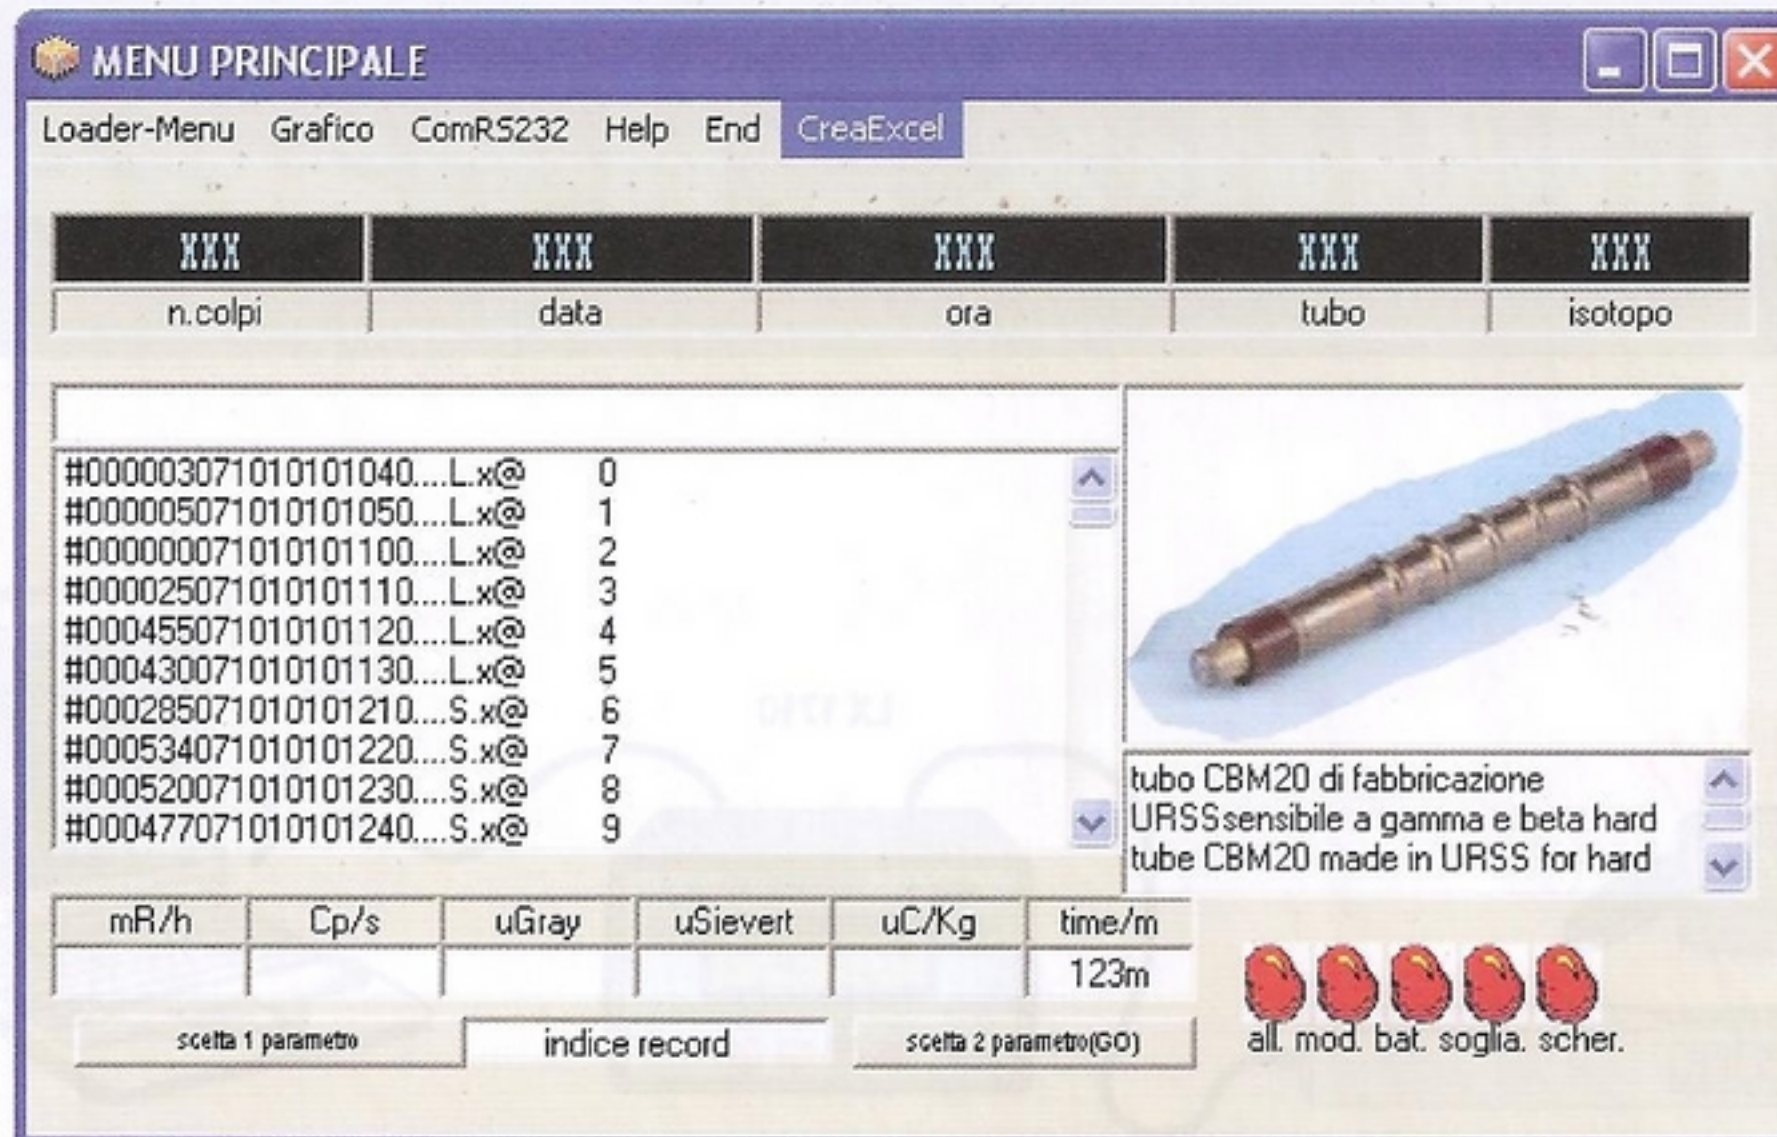 MENU PRINCIPALE
Loader-Menu Grafico ComRS232 Help End CreaExcel
XXX XXX XXX XXX XXX
n.colpi data ora tubo isotopo
#000003071010101040....L.x@ 0
#000005071010101050....L.x@ 1
#000000071010101100....L.x@ 2
#000025071010101110....L.x@ 3
#000455071010101120....L.x@ 4
#000430071010101130....L.x@ 5
#000285071010101210....S.x@ 6
#000534071010101220....S.x@ 7
#000520071010101230....S.x@ 8
#000477071010101240....S.x@ 9
tubo CBM20 di fabbricazione
URSSsensibile a gamma e beta hard
tube CBM20 made in URSS for hard
mR/h Cp/s uGray uSievert uC/Kg time/m
123m
scelta 1 parametro indice record scelta 2 parametro(GO)
all. mod. bat. soglia. scher.
LX 1710